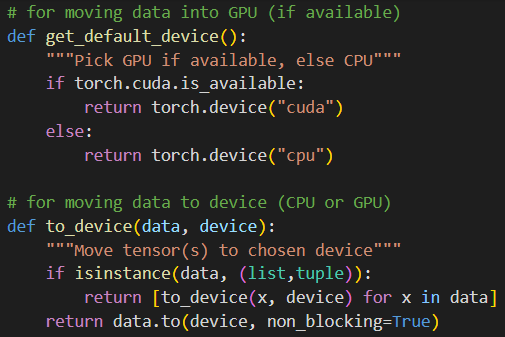 # for moving data into GPU (if available)
def get_default_device():
    """Pick GPU if available, else CPU"""
    if torch.cuda.is_available:
        return torch.device("cuda")
    else:
        return torch.device("cpu")

# for moving data to device (CPU or GPU)
def to_device(data, device):
    """Move tensor(s) to chosen device"""
    if isinstance(data, (list,tuple)):
        return [to_device(x, device) for x in data]
    return data.to(device, non_blocking=True)